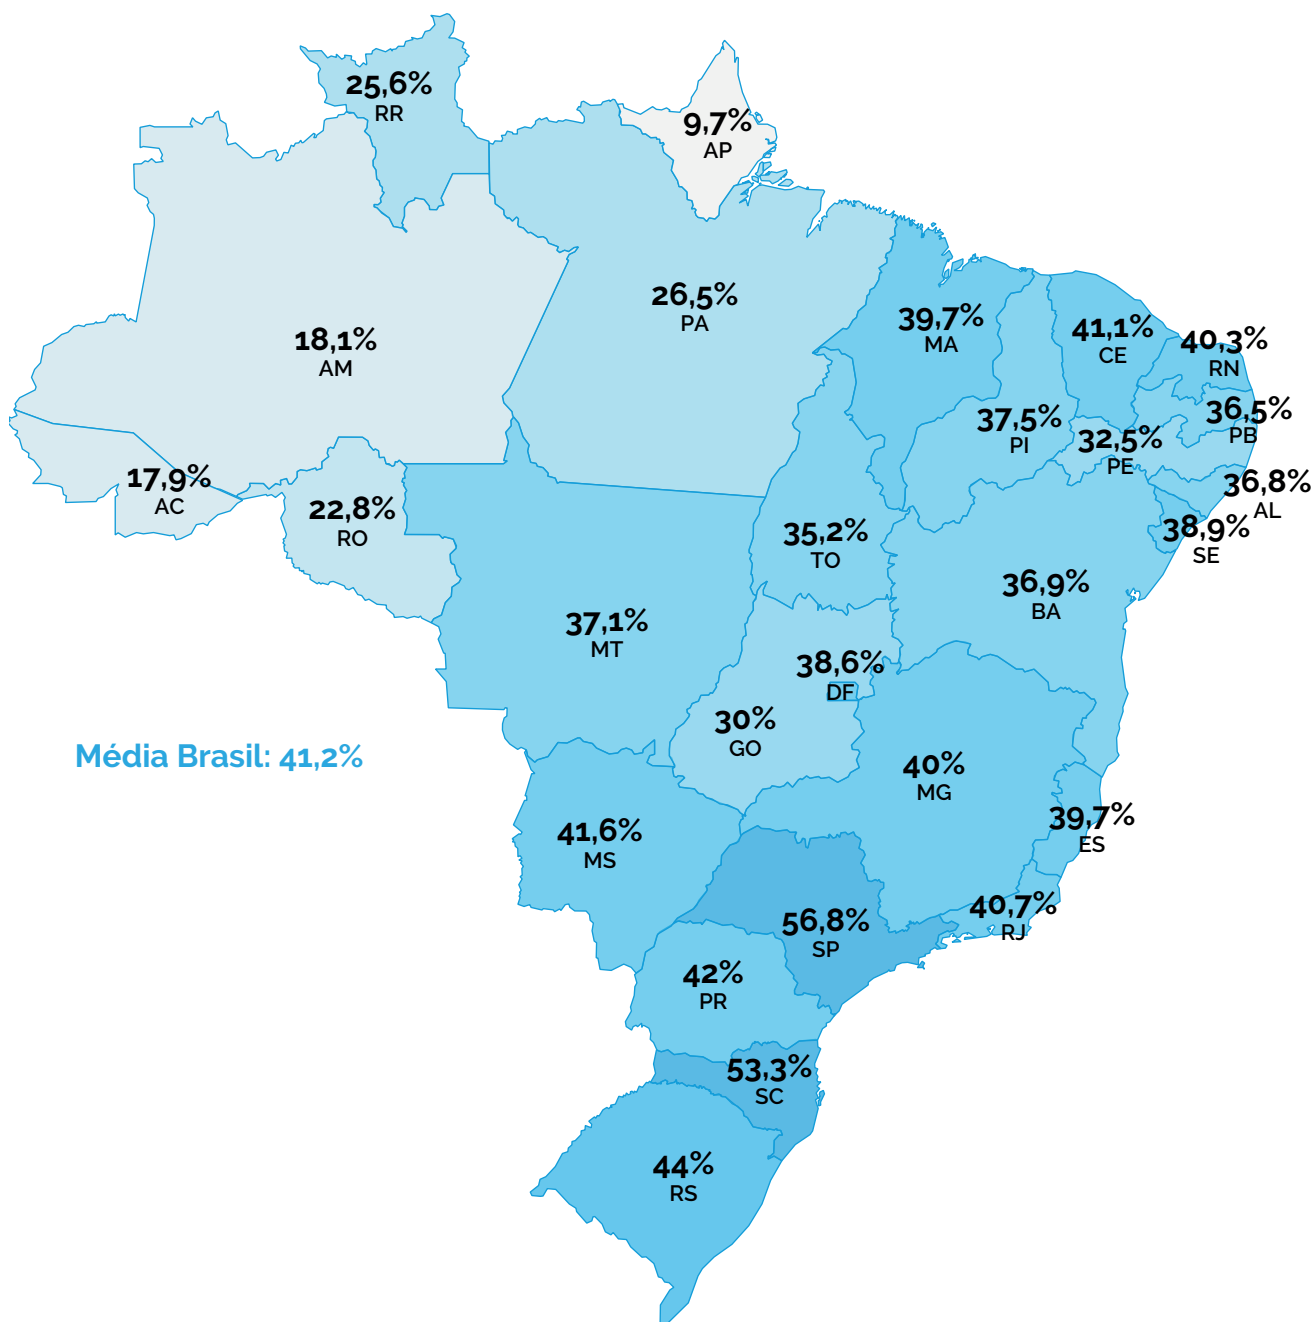 25,6%
RR
9,7%
AP
26,5%
PA
18,1%
AM
39,7%
MA
41,1%
CE
40,3%
RN
37,5%
PI
36,5%
PB
32,5%
PE
17,9%
AC
36,8%
AL
22,8%
RO
35,2%
TO
38,9%
SE
36,9%
BA
37,1%
MT
38,6%
DF
30%
GO
Média Brasil: 41,2%
40%
MG
41,6%
MS
39,7%
ES
56,8%
SP
40,7%
RJ
42%
PR
53,3%
SC
44%
RS